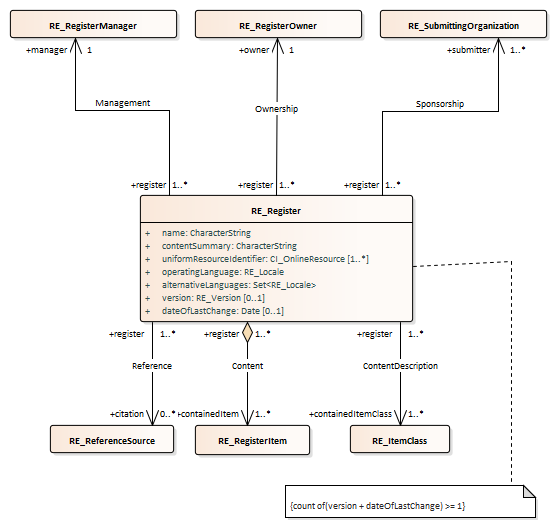 RE_RegisterManager
RE_RegisterOwner
RE_SubmittingOrganization
+manager 1
+owner 1
+submitter 1..*
Management
Ownership
Sponsorship
+register 1..*
+register 1..*
+register 1..*
RE_Register
+ name: CharacterString
+ contentSummary: CharacterString
+ uniformResourceIdentifier: CI_OnlineResource [1..*]
+ operatingLanguage: RE_Locale
+ alternativeLanguages: Set<RE_Locale>
+ version: RE_Version [0..1]
+ dateOfLastChange: Date [0..1]
+register 1..*
+register 1..*
+register 1..*
Reference
Content
ContentDescription
+citation 0..*
+containedItem 1..*
+containedItemClass 1..*
RE_ReferenceSource
RE_RegisterItem
RE_ItemClass
{count of(version + dateOfLastChange) >= 1}